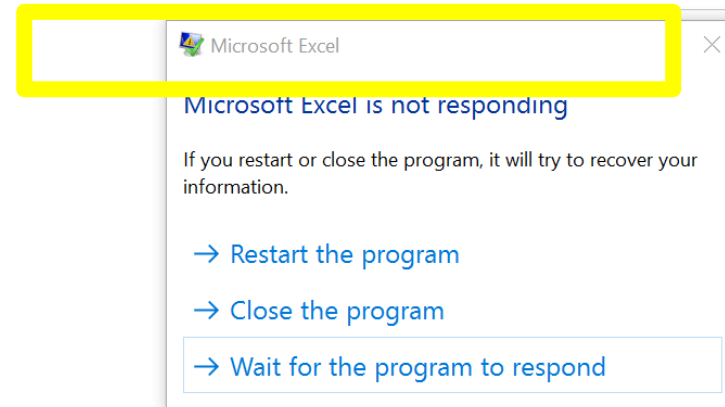 Microsoft Excel
Microsoft Excel is not responding
If you restart or close the program, it will try to recover your
information.
→ Restart the program
→ Close the program
→ Wait for the program to respond